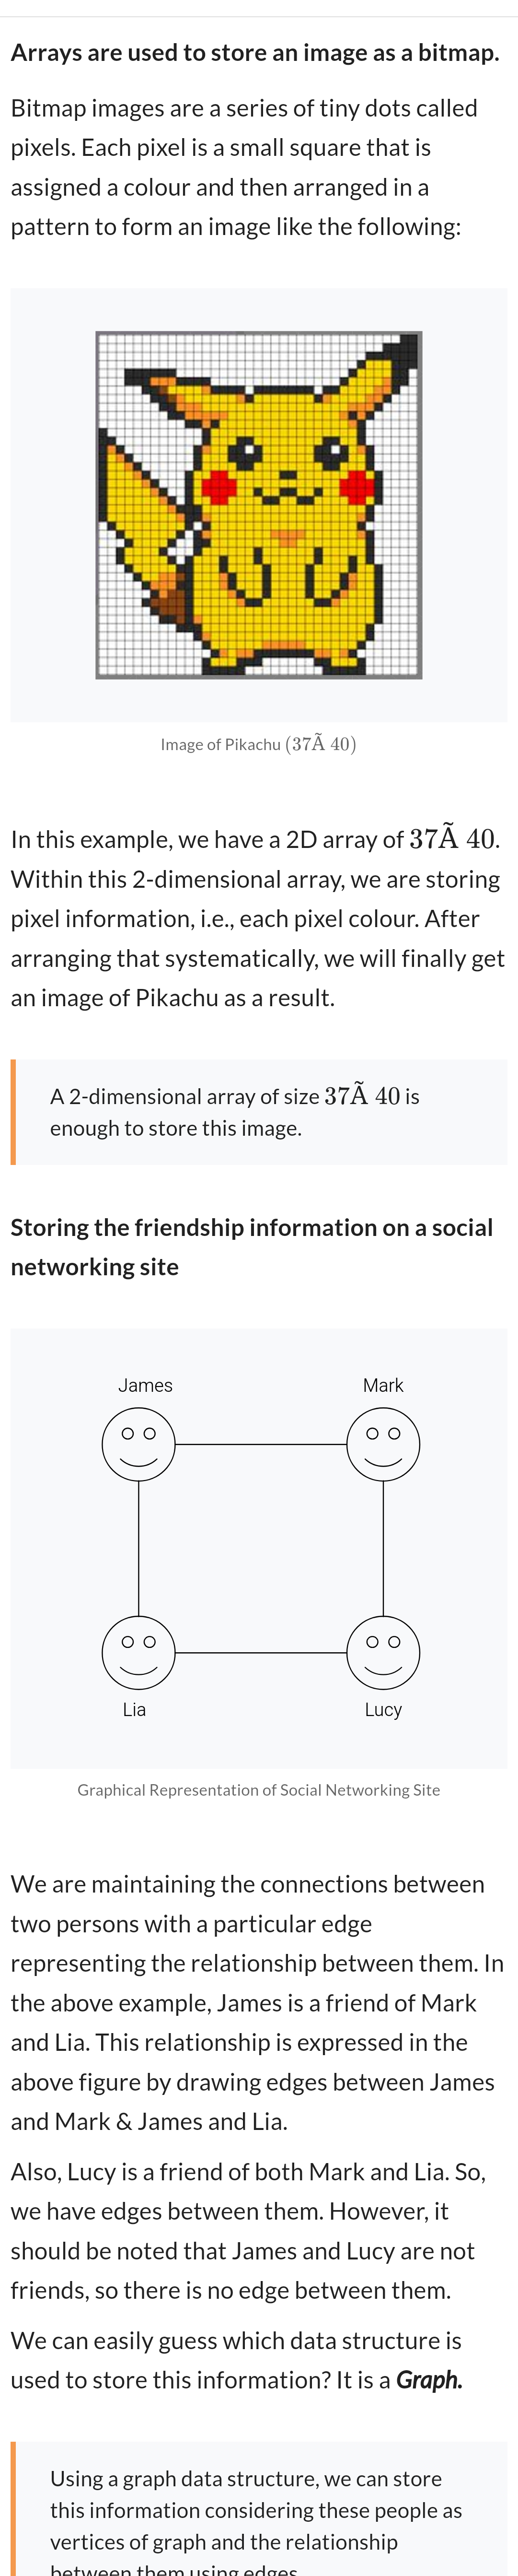 Arrays are used to store an image as a bitmap.
Bitmap images are a series of tiny dots called
pixels. Each pixel is a small square that is
assigned a colour and then arranged in a
pattern to form an image like the following:
Image of Pikachu (37Ã 40)
In this example, we have a 2D array of 37Ã 40.
Within this 2-dimensional array, we are storing
pixel information, i.e., each pixel colour. After
arranging that systematically, we will finally get
an image of Pikachu as a result.
A 2-dimensional array of size 37Ã 40 is
enough to store this image.
Storing the friendship information on a social
networking site
James Mark
Lia Lucy
Graphical Representation of Social Networking Site
We are maintaining the connections between
two persons with a particular edge
representing the relationship between them. In
the above example, James is a friend of Mark
and Lia. This relationship is expressed in the
above figure by drawing edges between James
and Mark & James and Lia.
Also, Lucy is a friend of both Mark and Lia. So,
we have edges between them. However, it
should be noted that James and Lucy are not
friends, so there is no edge between them.
We can easily guess which data structure is
used to store this information? It is a Graph.
Using a graph data structure, we can store
this information considering these people as
vertices of graph and the relationship
between them using edges